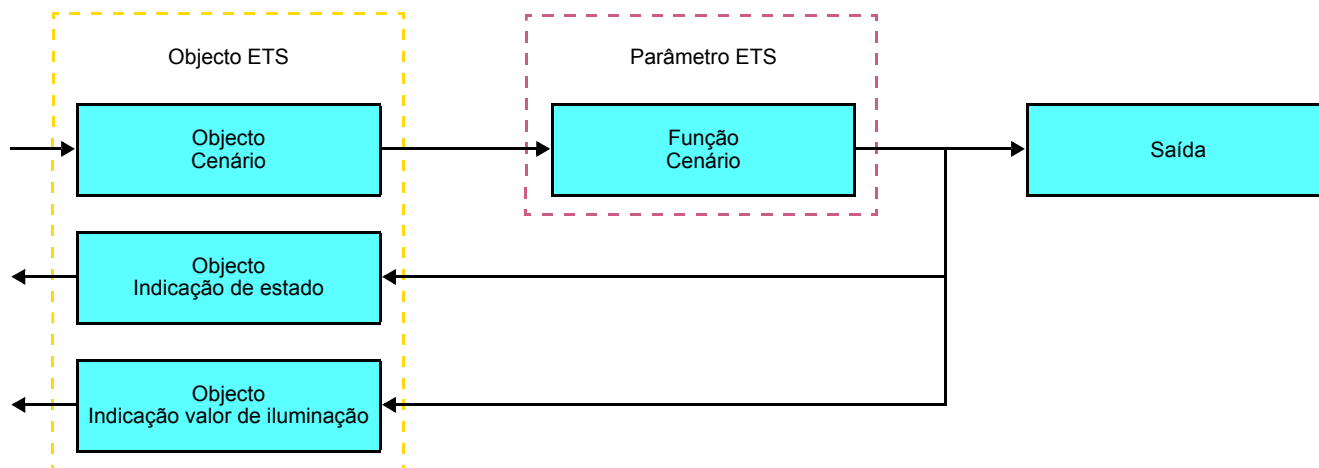 Objecto ETS
Parâmetro ETS
Objecto
Cenário
Função
Cenário
Saída
Objecto
Indicação de estado
Objecto
Indicação valor de iluminação